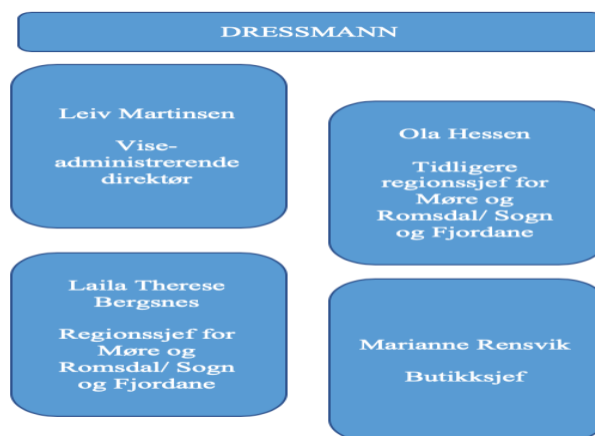 DRESSMANN
Leiv Martinsen
Vise-
administrerende
direktør
Ola Hessen
Tidligere
regionssjef for
Møre og
Romsdal/ Sogn
og Fjordane
Laila Therese
Bergsnes
Regionssjef for
Møre og
Romsdal/ Sogn
og Fjordane
Marianne Rensvik
Butikksjef